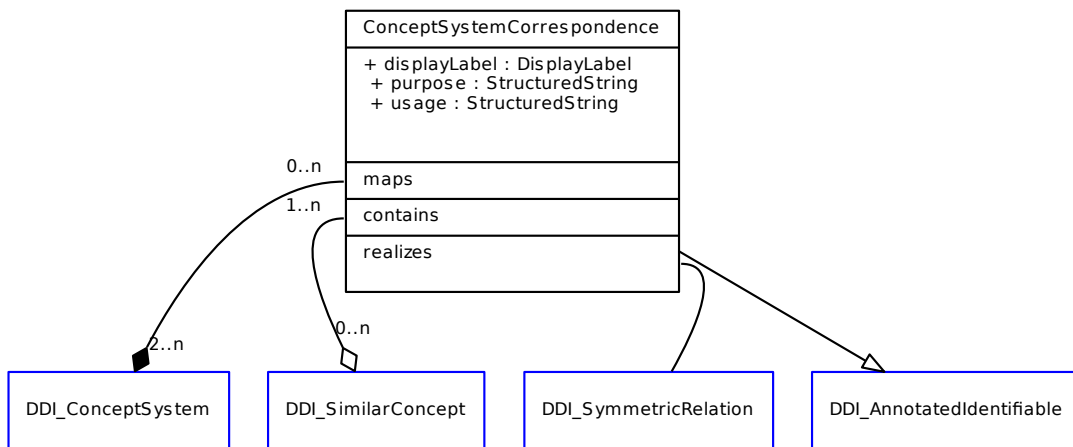 ConceptSystemCorrespondence
+ displayLabel : DisplayLabel
+ purpose : StructuredString
+ usage : StructuredString
0..n
maps
1..n
contains
realizes
2..n
0..n
DDI_ConceptSystem
DDI_SimilarConcept
DDI_SymmetricRelation
DDI_AnnotatedIdentifiable